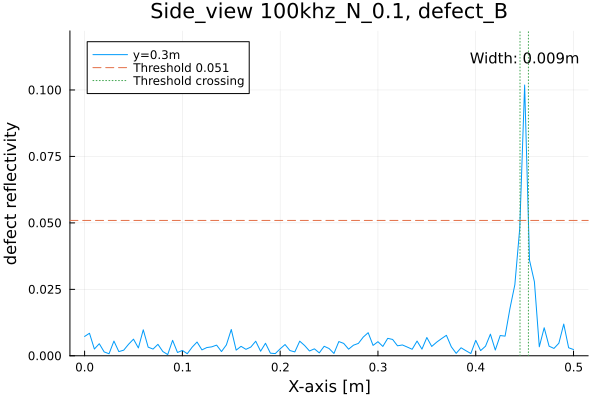 Side_view 100khz_N_0.1, defect_B
y=0.3m
Threshold 0.051
Threshold crossing
Width: 0.009m
0.100
0.075
0.050
0.025
0.000
defect reflectivity
0.0 0.1 0.2 0.3 0.4 0.5
X-axis [m]